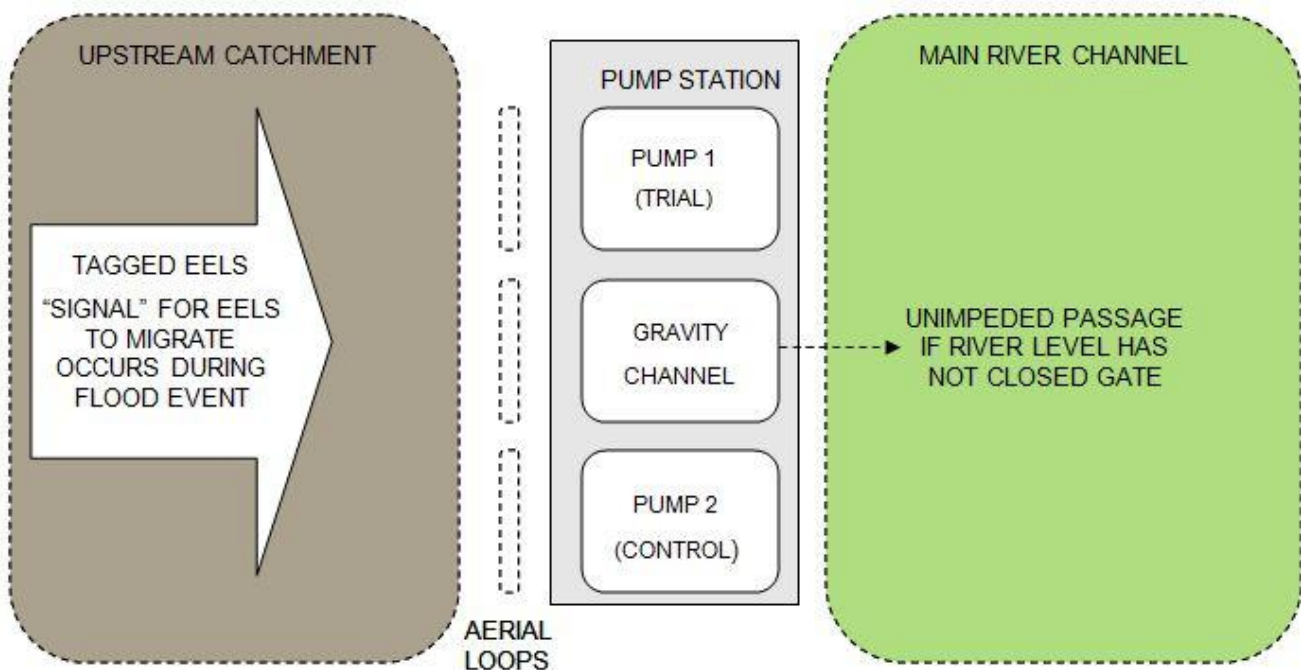 UPSTREAM CATCHMENT
TAGGED EELS
“SIGNAL” FOR EELS
TO MIGRATE
OCCURS DURING
FLOOD EVENT
AERIAL
LOOPS
PUMP STATION
PUMP 1
(TRIAL)
GRAVITY
CHANNEL
PUMP 2
(CONTROL)
MAIN RIVER CHANNEL
UNIMPEDED PASSAGE
IF RIVER LEVEL HAS
NOT CLOSED GATE